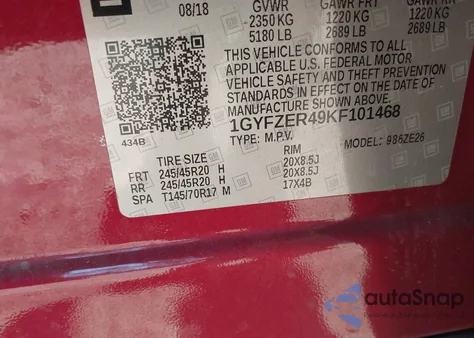 08/18
GVWR GAWR FRT GAWR RR
2350 KG 1220 KG 1220 KG
5180 LB 2689 LB 2689 LB
THIS VEHICLE CONFORMS TO ALL
APPLICABLE U.S. FEDERAL MOTOR
VEHICLE SAFETY AND THEFT
PREVENTION STANDARDS IN EFFECT ON THE DATE OF
MANUFACTURE SHOWN ABOVE.
1GYFZER49KF101468
TYPE: M.P.V. MODEL: 986ZE26
434B
TIRE SIZE RIM
FRT 245/45R20 H 20X8.5J
RR 245/45R20 H 20X8.5J
SPA T145/70R17 M 17X4B
GM
autoSnap